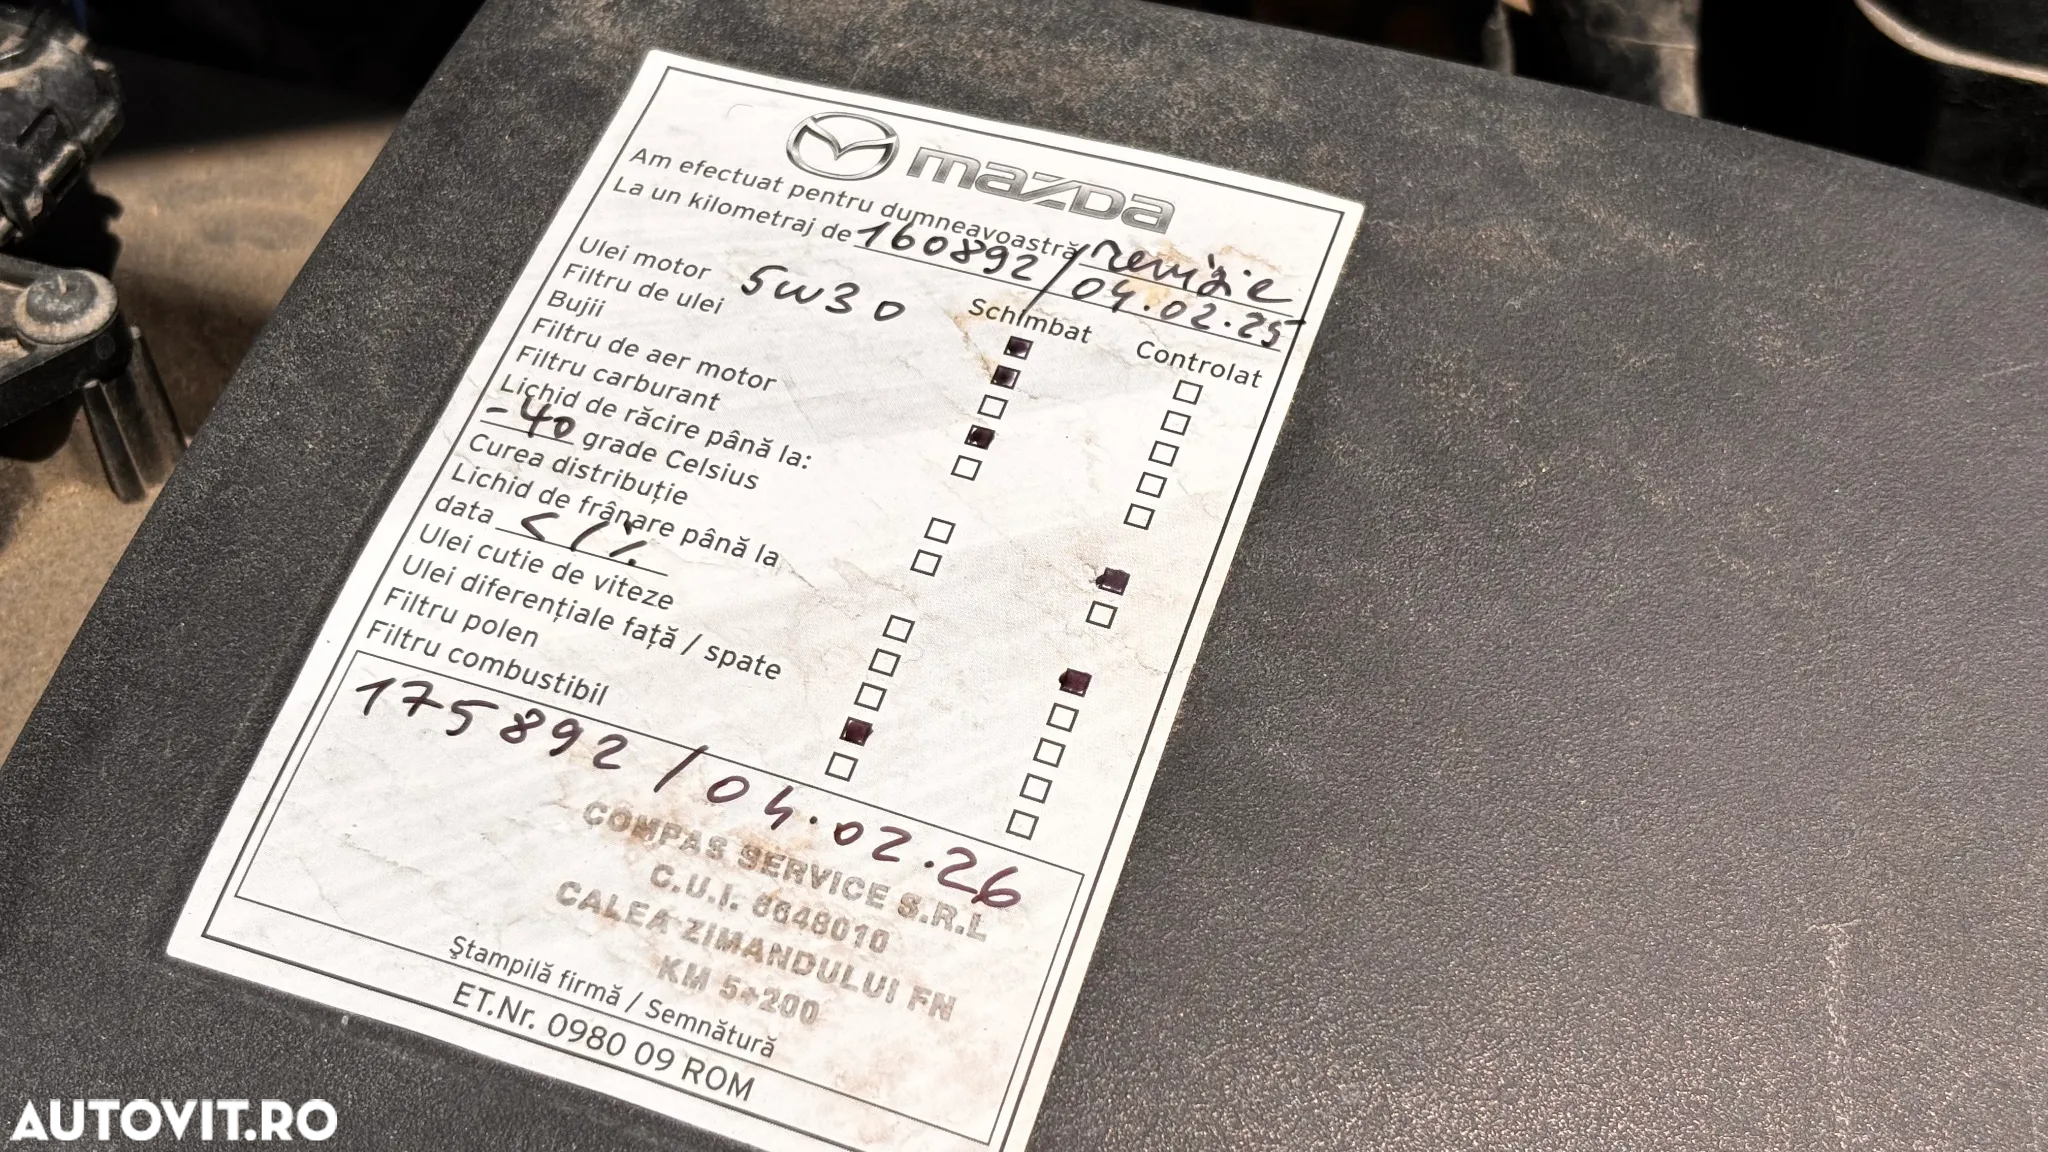 mazda
Am efectuat pentru dumneavoastră revizie
La un kilometraj de 160892 / 04.02.25
Schimbat Controlat
Ulei motor 5W30
Filtru de ulei
Bujii
Filtru de aer motor
Filtru carburant
Lichid de răcire până la:
-40 grade Celsius
Curea distribuție
Lichid de frânare până la
data <1%
Ulei cutie de viteze
Ulei diferențiale față / spate
Filtru polen
Filtru combustibil
175892 / 04.02.26
COMPAS SERVICE S.R.L
C.U.I. 8648010
CALEA ZIMANDULUI FN
KM 5+200
Ștampilă firmă / Semnătură
ET.Nr. 0980 09 ROM
AUTOVIT.RO